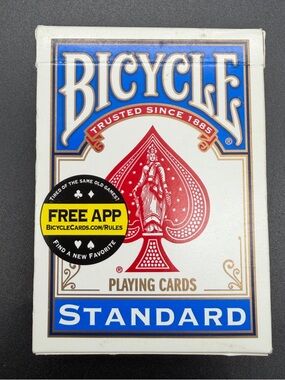 BICYCLE
®
TRUSTED SINCE 1885
TIRED OF THE SAME OLD GAMES?
FREE APP
BICYCLECARDS.COM/RULES
FIND A NEW FAVORITE
®
PLAYING CARDS
STANDARD